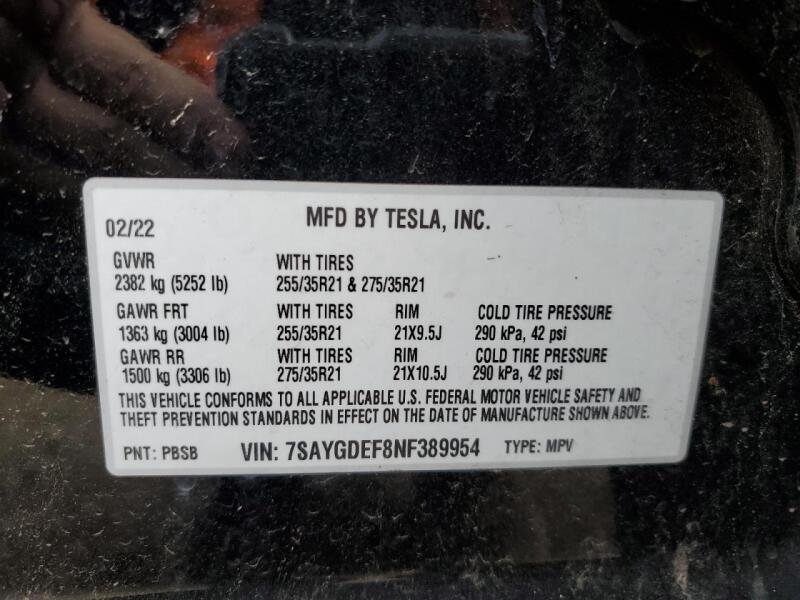 MFD BY TESLA, INC.
02/22
GVWR WITH TIRES
2382 kg (5252 lb) 255/35R21 & 275/35R21
GAWR FRT WITH TIRES RIM COLD TIRE PRESSURE
1363 kg (3004 lb) 255/35R21 21X9.5J 290 kPa, 42 psi
GAWR RR WITH TIRES RIM COLD TIRE PRESSURE
1500 kg (3306 lb) 275/35R21 21X10.5J 290 kPa, 42 psi
THIS VEHICLE CONFORMS TO ALL APPLICABLE U.S. FEDERAL MOTOR VEHICLE SAFETY AND
THEFT PREVENTION STANDARDS IN EFFECT ON THE DATE OF MANUFACTURE SHOWN ABOVE.
PNT: PBSB VIN: 7SAYGDEF8NF389954 TYPE: MPV